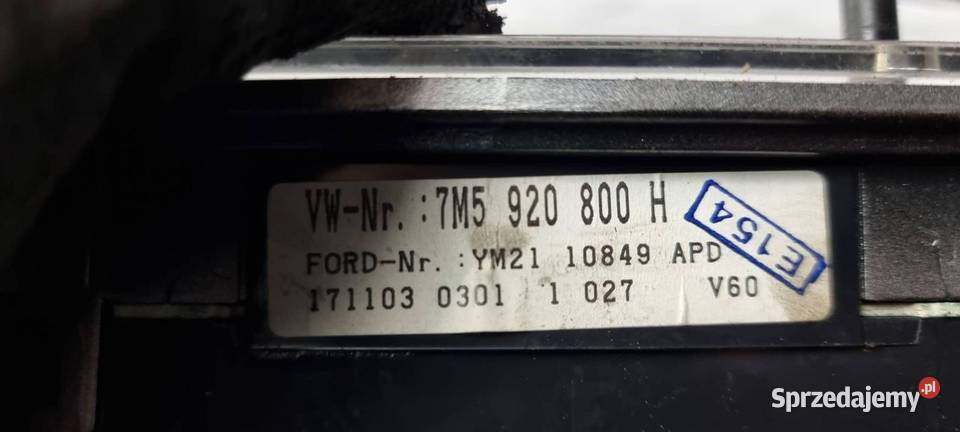 VW-Nr. :7M5 920 800 H
E154
FORD-Nr. :YM21 10849 APD
171103 0301 1 027 V60
Sprzedajemy.pl